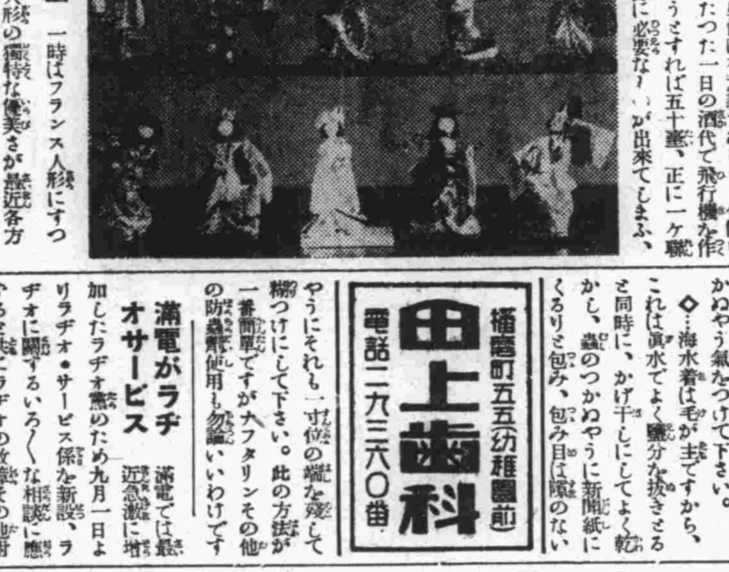 たつた一日の酒代で飛行機を作
うとすれば五十臺、正に一ケ聯
に必要な
が出來てしまふ、
一時はフランス人形にすつ
人形の獨特な優美さが最近各方
かぬやう氣をつけて下さい。
◇…海水着は毛が主ですから、
これは眞水でよく鹽分を抜きとる
と同時に、かげ干しにしてよく乾
かし、蟲のつかぬやうに新聞紙に
くるりと包み、包み目は隙のない
播磨町五五(幼稚園前)
田上齒科
電話二九三六〇番
やうにそれも一寸位の端を殘して
糊つけにして下さい。此の方法が
一番簡單ですがナフタリンその他
の防蟲劑使用も勿論いいわけです
滿電がラヂ
オサービス
滿電では最
近急激に增
加したラヂオ黨のため九月一日よ
りラヂオ・サービス係を新設、ラ
ヂオに關するいろ〱な相談に應